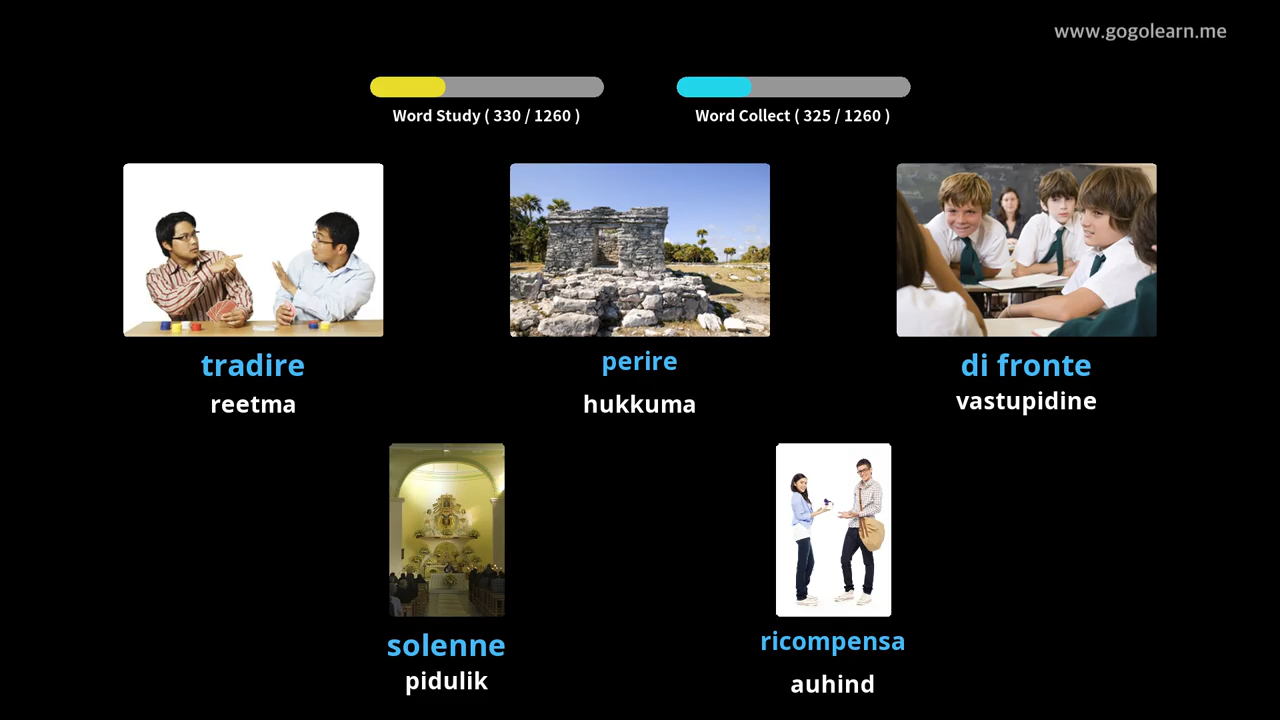 www.gogolearn.me
Word Study ( 330 / 1260 )
Word Collect ( 325 / 1260 )
tradire
reetma
perire
hukkuma
di fronte
vastupidine
solenne
pidulik
ricompensa
auhind